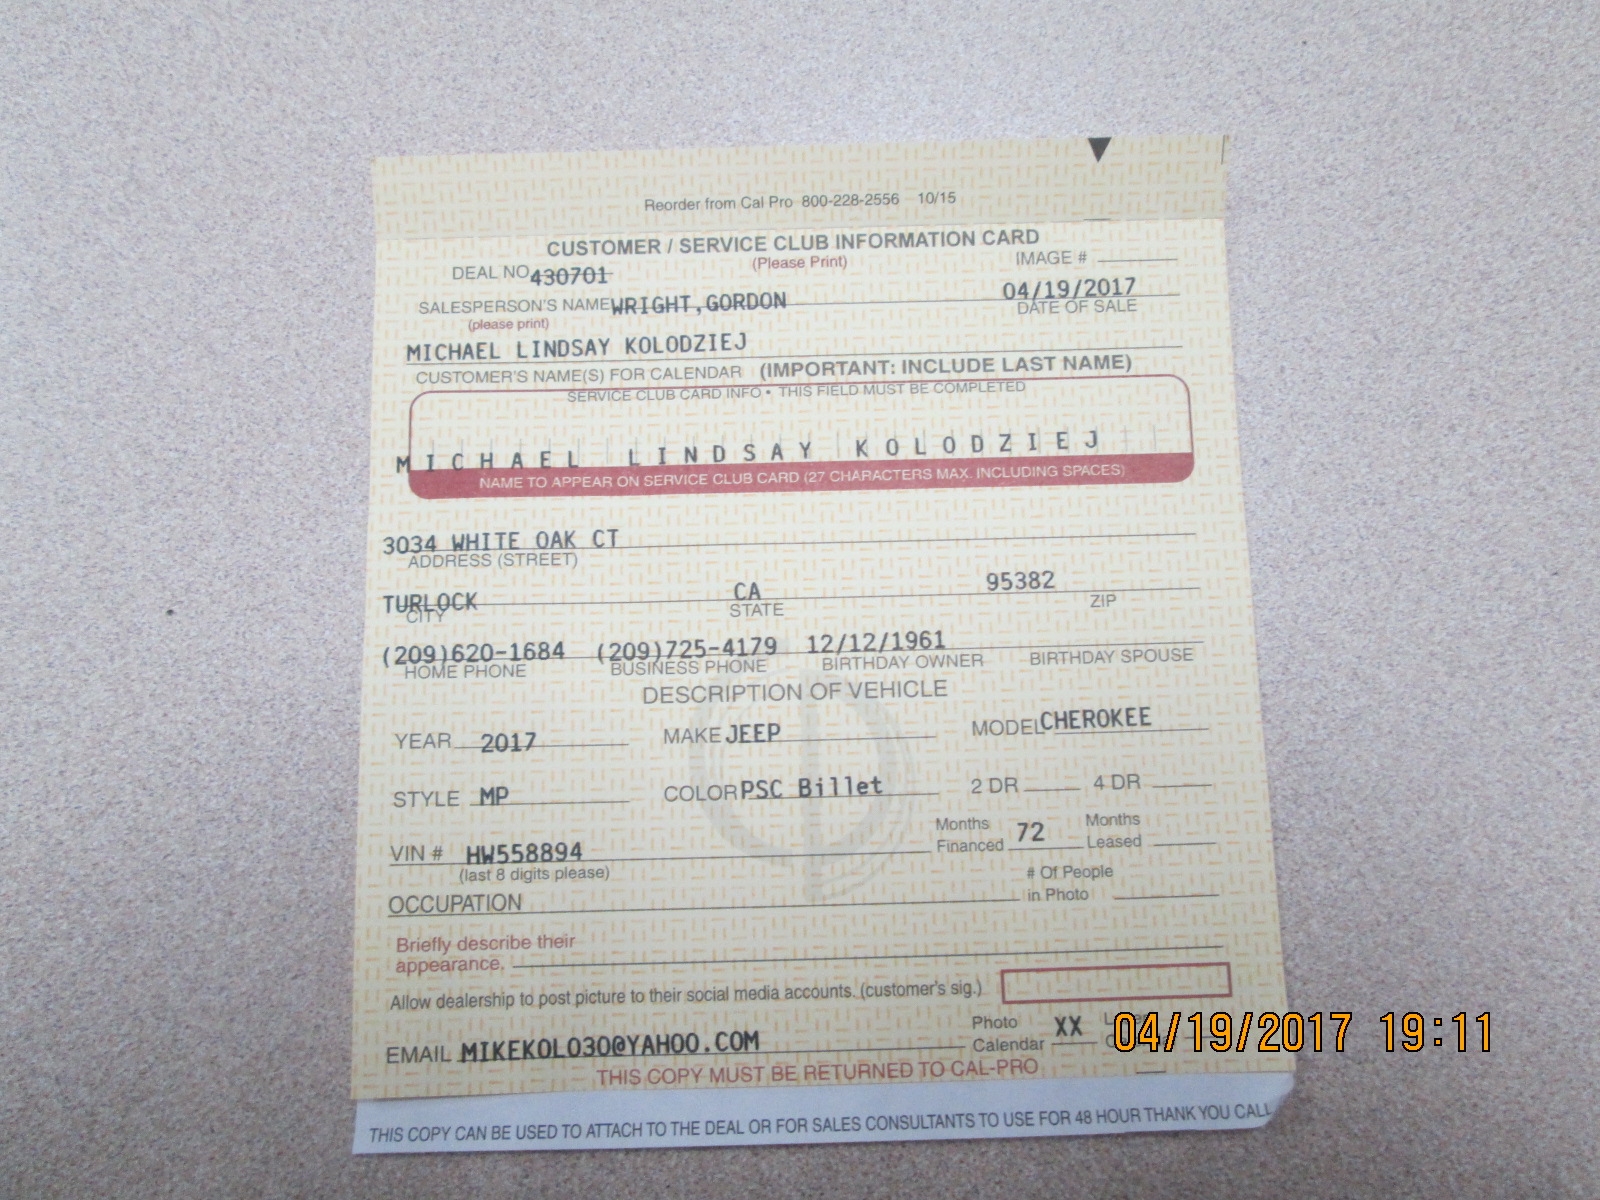 Reorder from Cal Pro 800-228-2556 10/15
CUSTOMER / SERVICE CLUB INFORMATION CARD
(Please Print)
DEAL NO 430701 IMAGE #
SALESPERSON'S NAME WRIGHT,GORDON 04/19/2017
(please print) DATE OF SALE
MICHAEL LINDSAY KOLODZIEJ
CUSTOMER'S NAME(S) FOR CALENDAR (IMPORTANT: INCLUDE LAST NAME)
SERVICE CLUB CARD INFO • THIS FIELD MUST BE COMPLETED
MICHAEL LINDSAY KOLODZIEJ
NAME TO APPEAR ON SERVICE CLUB CARD (27 CHARACTERS MAX. INCLUDING SPACES)
3034 WHITE OAK CT
ADDRESS (STREET)
TURLOCK CA 95382
CITY STATE ZIP
(209)620-1684 (209)725-4179 12/12/1961
HOME PHONE BUSINESS PHONE BIRTHDAY OWNER BIRTHDAY SPOUSE
DESCRIPTION OF VEHICLE
YEAR 2017 MAKE JEEP MODEL CHEROKEE
STYLE MP COLOR PSC Billet 2 DR 4 DR
VIN # HW558894 Months Financed 72 Months Leased
(last 8 digits please)
OCCUPATION # Of People in Photo
Briefly describe their
appearance.
Allow dealership to post picture to their social media accounts. (customer's sig.)
EMAIL MIKEKOLO30@YAHOO.COM Photo Calendar XX
04/19/2017 19:11
THIS COPY MUST BE RETURNED TO CAL-PRO
THIS COPY CAN BE USED TO ATTACH TO THE DEAL OR FOR SALES CONSULTANTS TO USE FOR 48 HOUR THANK YOU CALL